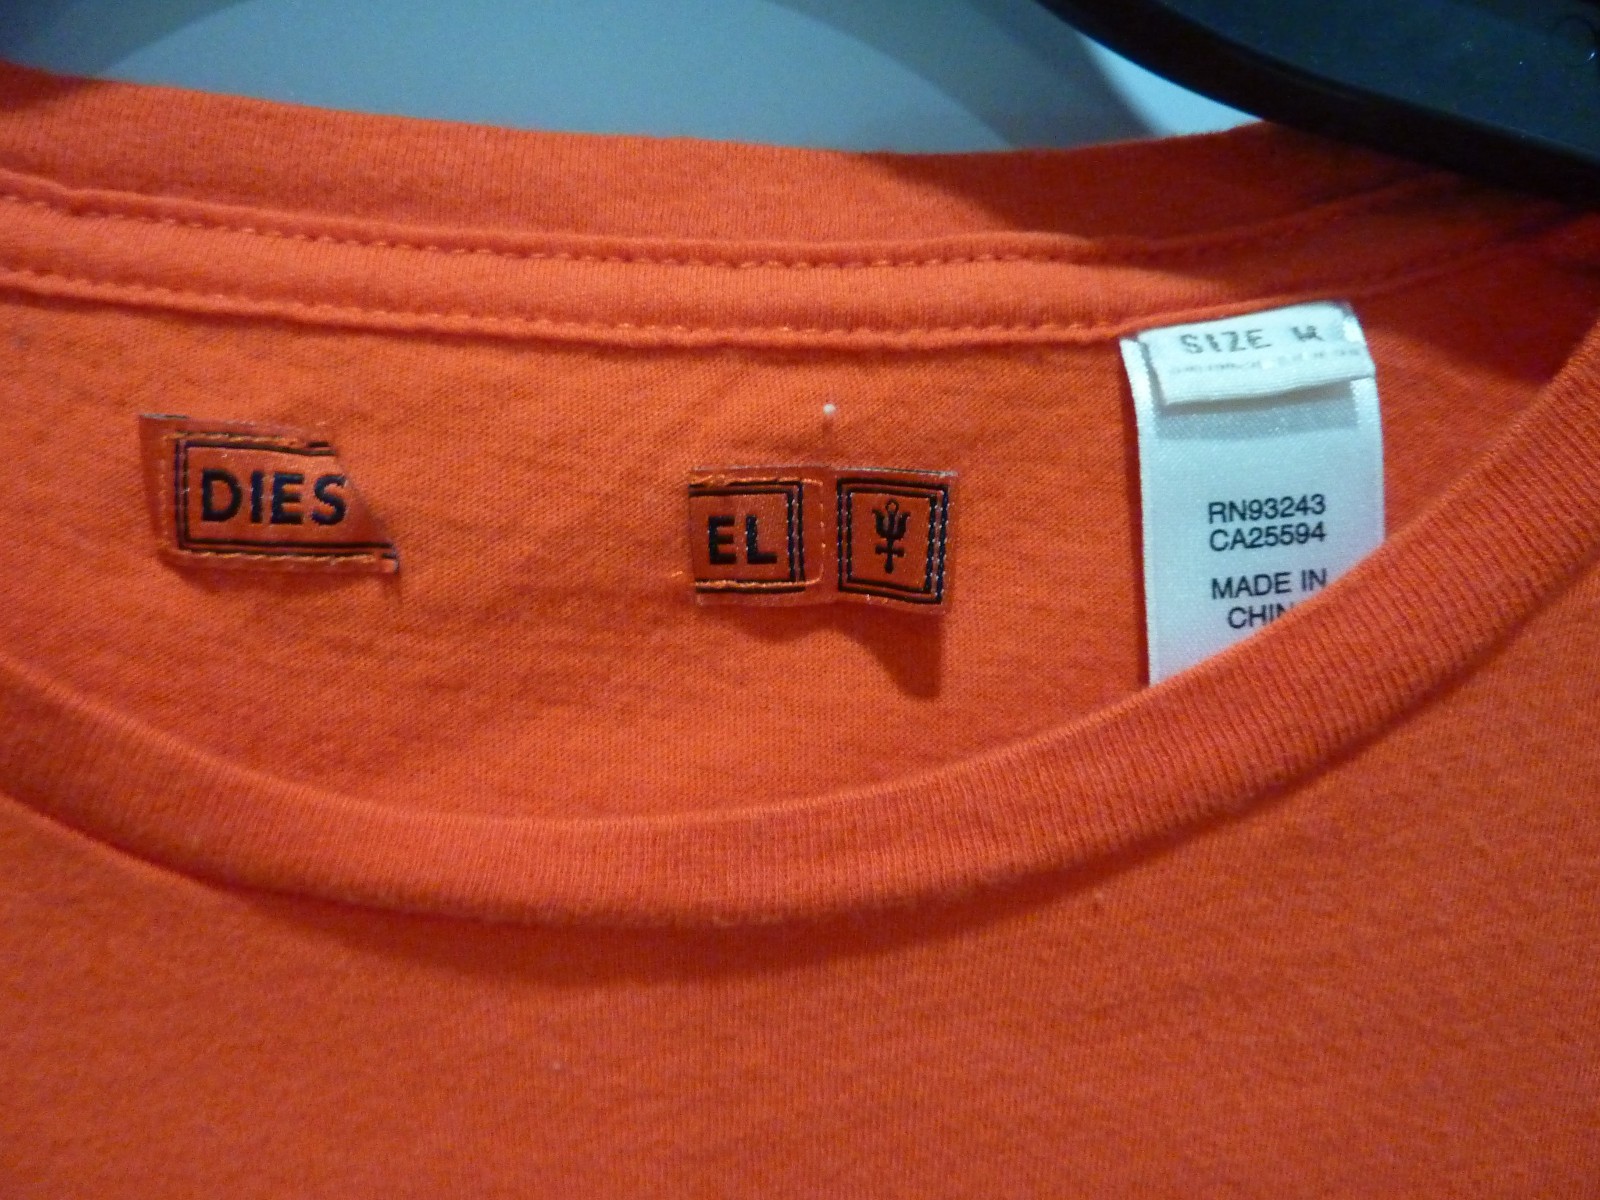 DIES
EL
SIZE M
RN93243
CA25594
MADE IN
CHIN